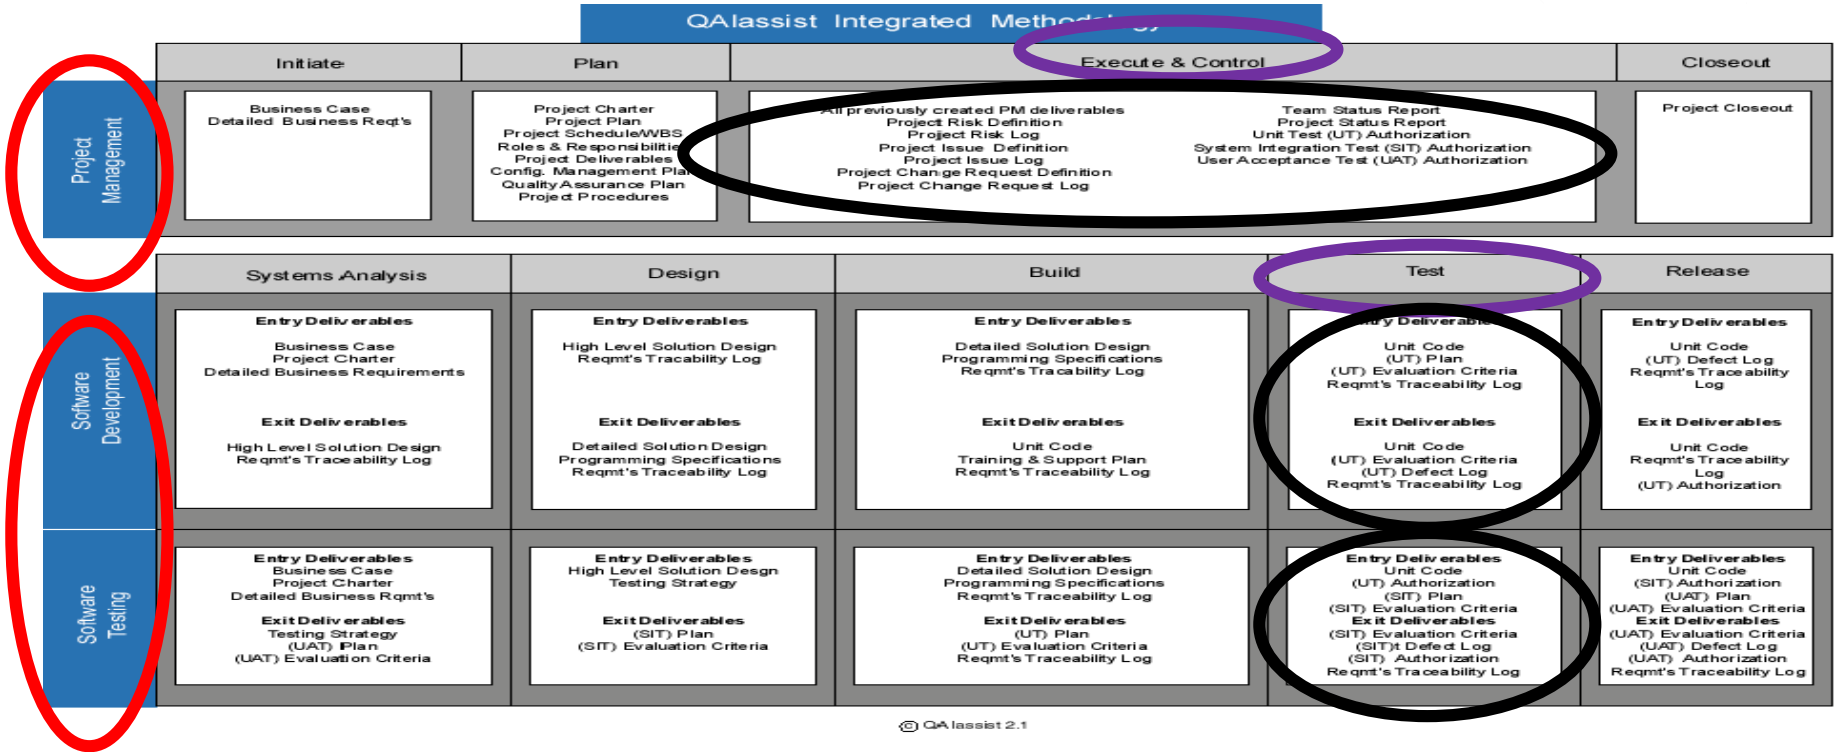 QAIassist Integrated Methodology
Initiate
Plan
Execute & Control
Closeout
Project
Management
Business Case
Detailed Business Reqt's
Project Charter
Project Plan
Project Schedule/WBS
Roles & Responsibilities
Project Deliverables
Config. Management Plan
Quality Assurance Plan
Project Procedures
All previously created PM deliverables
Project Risk Definition
Project Risk Log
Project Issue Definition
Project Issue Log
Project Change Request Definition
Project Change Request Log
Team Status Report
Project Status Report
Unit Test (UT) Authorization
System Integration Test (SIT) Authorization
User Acceptance Test (UAT) Authorization
Project Closeout
Systems Analysis
Design
Build
Test
Release
Software
Development
Entry Deliverables
Business Case
Project Charter
Detailed Business Requirements
Exit Deliverables
High Level Solution Design
Reqmt's Traceability Log
Entry Deliverables
High Level Solution Design
Reqmt's Tracability Log
Exit Deliverables
Detailed Solution Design
Programming Specifications
Reqmt's Traceability Log
Entry Deliverables
Detailed Solution Design
Programming Specifications
Reqmt's Tracability Log
Exit Deliverables
Unit Code
Training & Support Plan
Reqmt's Traceability Log
Entry Deliverables
Unit Code
(UT) Plan
(UT) Evaluation Criteria
Reqmt's Traceability Log
Exit Deliverables
Unit Code
(UT) Evaluation Criteria
(UT) Defect Log
Reqmt's Traceability Log
Entry Deliverables
Unit Code
(UT) Defect Log
Reqmt's Traceability
Log
Exit Deliverables
Unit Code
Reqmt's Traceability
Log
(UT) Authorization
Software
Testing
Entry Deliverables
Business Case
Project Charter
Detailed Business Rqmt's
Exit Deliverables
Testing Strategy
(UAT) Plan
(UAT) Evaluation Criteria
Entry Deliverables
High Level Solution Desgn
Testing Strategy
Exit Deliverables
(SIT) Plan
(SIT) Evaluation Criteria
Entry Deliverables
Detailed Solution Design
Programming Specifications
Reqmt's Traceability Log
Exit Deliverables
(UT) Plan
(UT) Evaluation Criteria
Reqmt's Traceability Log
Entry Deliverables
Unit Code
(UT) Authorization
(SIT) Plan
(SIT) Evaluation Criteria
Exit Deliverables
(SIT) Evaluation Criteria
(SIT)t Defect Log
(SIT) Authorization
Reqmt's Traceability Log
Entry Deliverables
Unit Code
(SIT) Authorization
(UAT) Plan
(UAT) Evaluation Criteria
Exit Deliverables
(UAT) Evaluation Criteria
(UAT) Defect Log
(UAT) Authorization
Reqmt's Traceability Log
© QAIassist 2.1